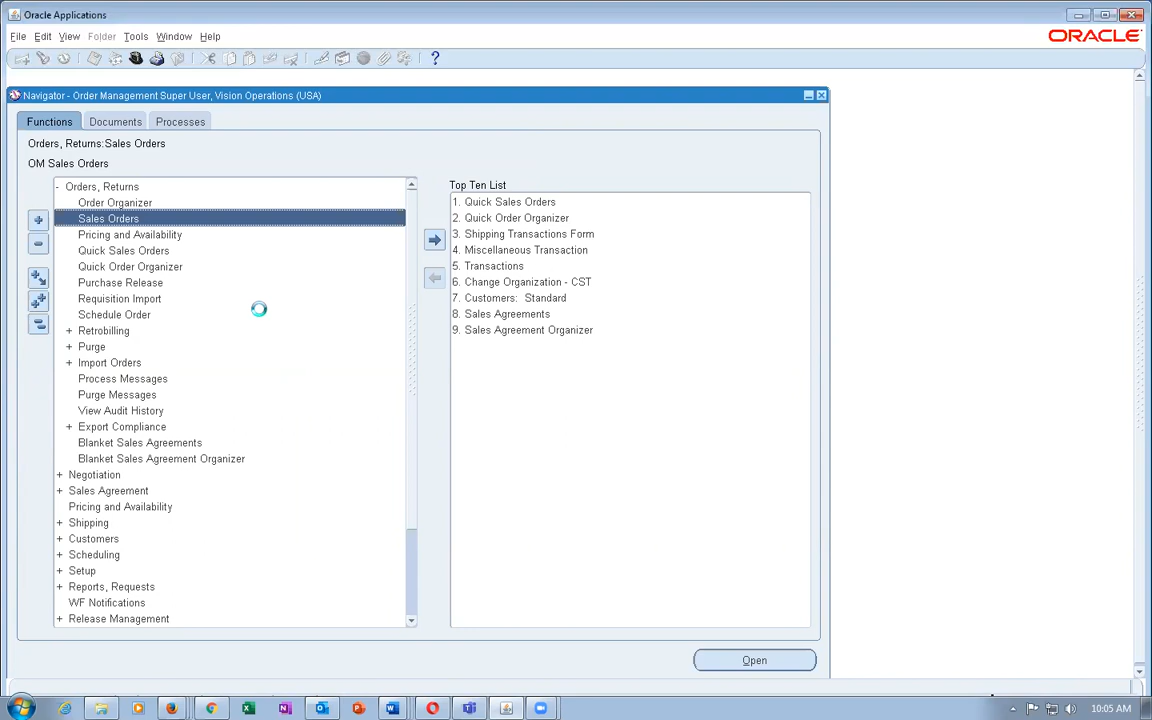 Oracle Applications
File Edit View Folder Tools Window Help
ORACLE
?
Navigator - Order Management Super User, Vision Operations (USA)
Functions Documents Processes
Orders, Returns:Sales Orders
OM Sales Orders
- Orders, Returns
Order Organizer
Sales Orders
Pricing and Availability
Quick Sales Orders
Quick Order Organizer
Purchase Release
Requisition Import
Schedule Order
+ Retrobilling
+ Purge
+ Import Orders
Process Messages
Purge Messages
View Audit History
+ Export Compliance
Blanket Sales Agreements
Blanket Sales Agreement Organizer
+ Negotiation
+ Sales Agreement
Pricing and Availability
+ Shipping
+ Customers
+ Scheduling
+ Setup
+ Reports, Requests
WF Notifications
+ Release Management
Top Ten List
1. Quick Sales Orders
2. Quick Order Organizer
3. Shipping Transactions Form
4. Miscellaneous Transaction
5. Transactions
6. Change Organization - CST
7. Customers: Standard
8. Sales Agreements
9. Sales Agreement Organizer
Open
10:05 AM